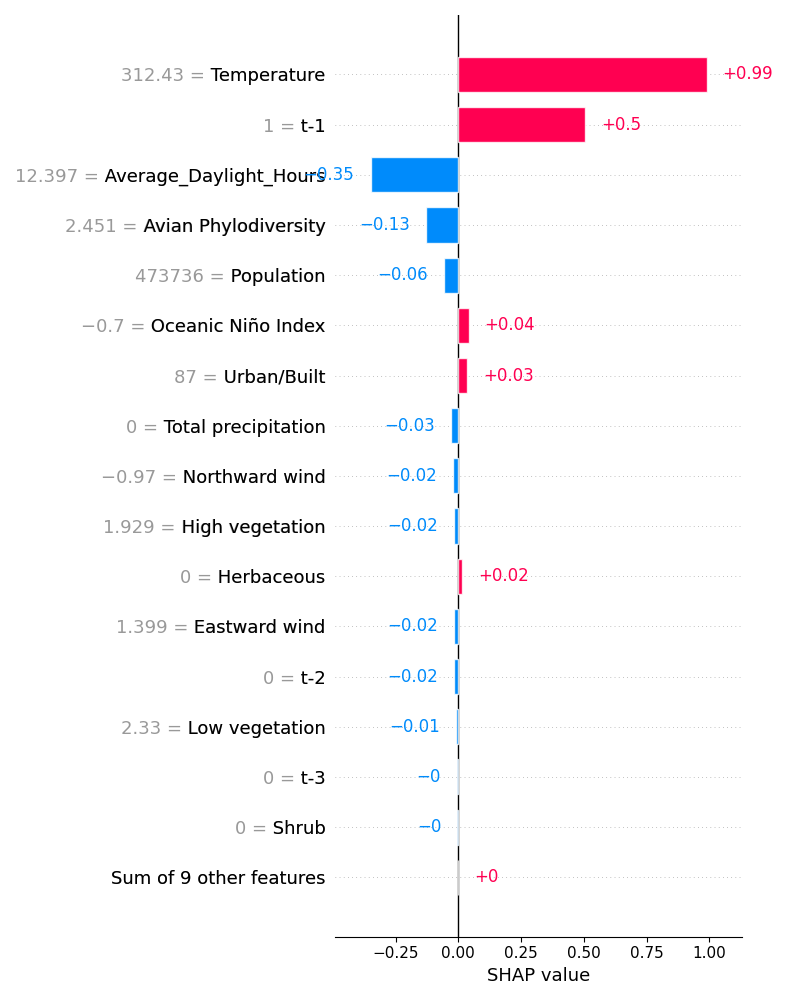 312.43 = Temperature +0.99
1 = t-1 +0.5
12.397 = Average_Daylight_Hours −0.35
2.451 = Avian Phylodiversity −0.13
473736 = Population −0.06
−0.7 = Oceanic Niño Index +0.04
87 = Urban/Built +0.03
0 = Total precipitation −0.03
−0.97 = Northward wind −0.02
1.929 = High vegetation −0.02
0 = Herbaceous +0.02
1.399 = Eastward wind −0.02
0 = t-2 −0.02
2.33 = Low vegetation −0.01
0 = t-3 −0
0 = Shrub −0
Sum of 9 other features +0
−0.25 0.00 0.25 0.50 0.75 1.00
SHAP value